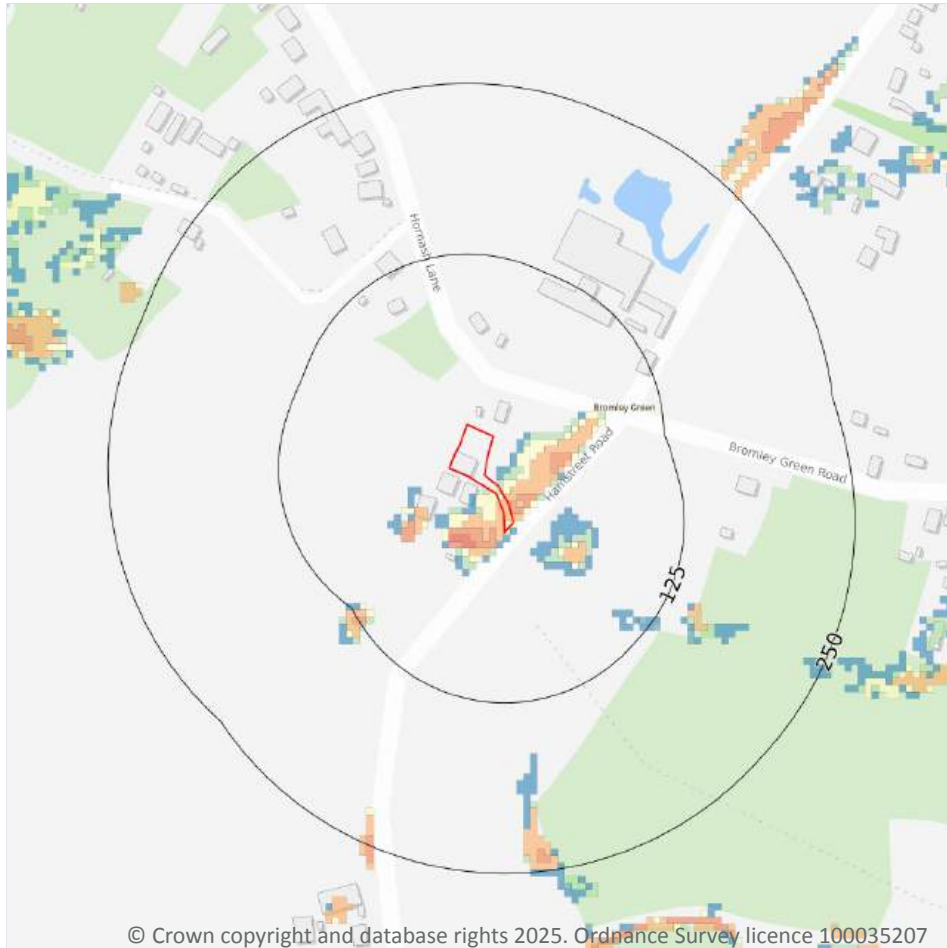 Hornash Lane
Bromley Green
Hamstreet Road
Bromley Green Road
125
250
© Crown copyright and database rights 2025. Ordnance Survey licence 100035207